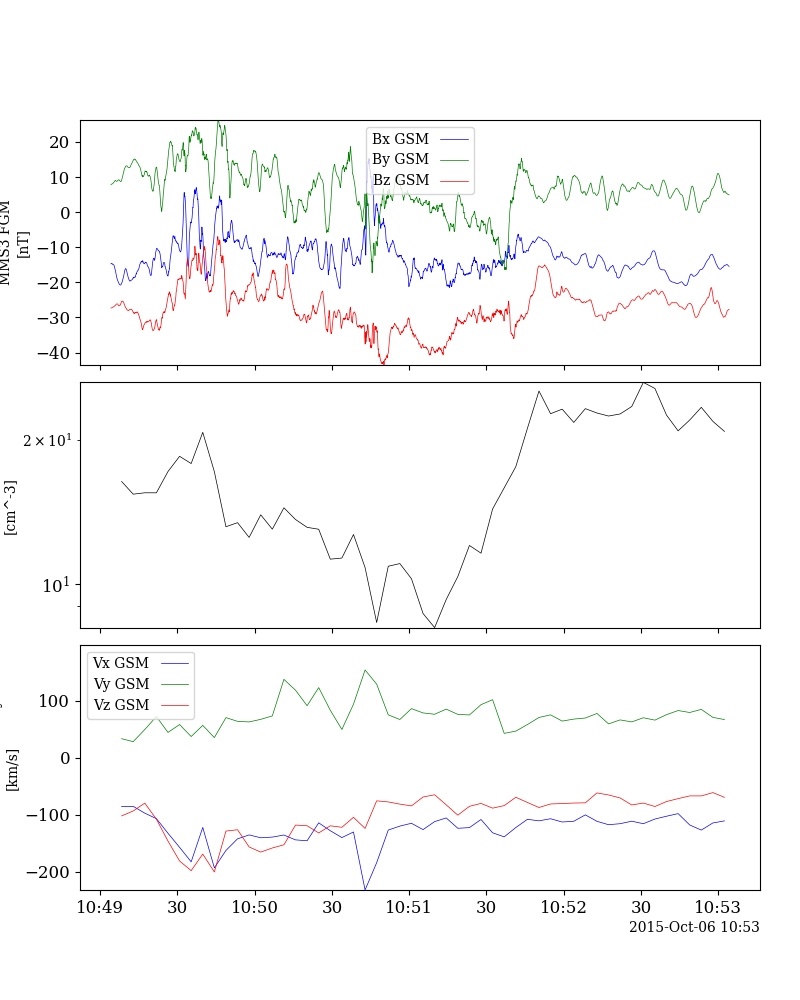 MMS3 FGM
[nT]
20
10
0
−10
−20
−30
−40
Bx GSM
By GSM
Bz GSM
[cm^-3]
2 × 10¹
10¹
[km/s]
100
0
−100
−200
Vx GSM
Vy GSM
Vz GSM
10:49
30
10:50
30
10:51
30
10:52
30
10:53
2015-Oct-06 10:53